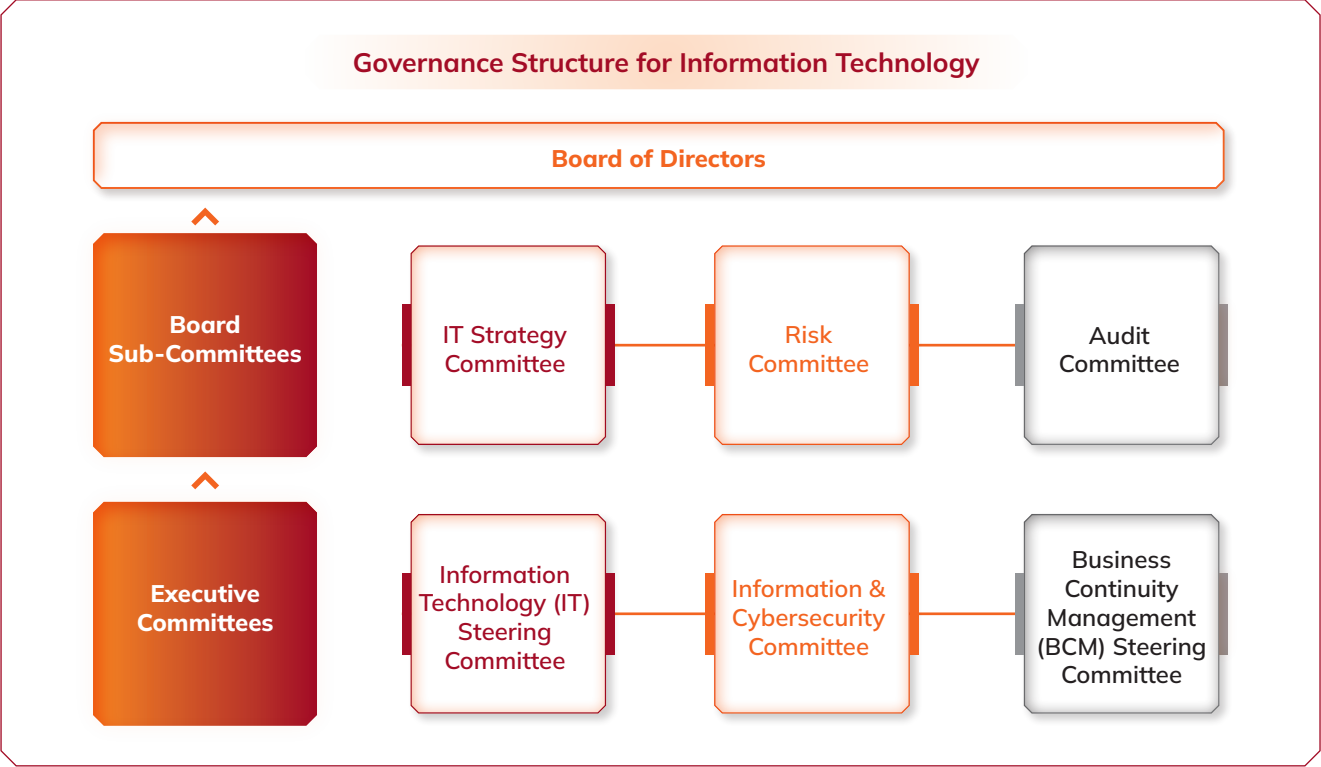 Governance Structure for Information Technology
Board of Directors
Board
Sub-Committees
IT Strategy
Committee
Risk
Committee
Audit
Committee
Executive
Committees
Information
Technology (IT)
Steering
Committee
Information &
Cybersecurity
Committee
Business
Continuity
Management
(BCM) Steering
Committee